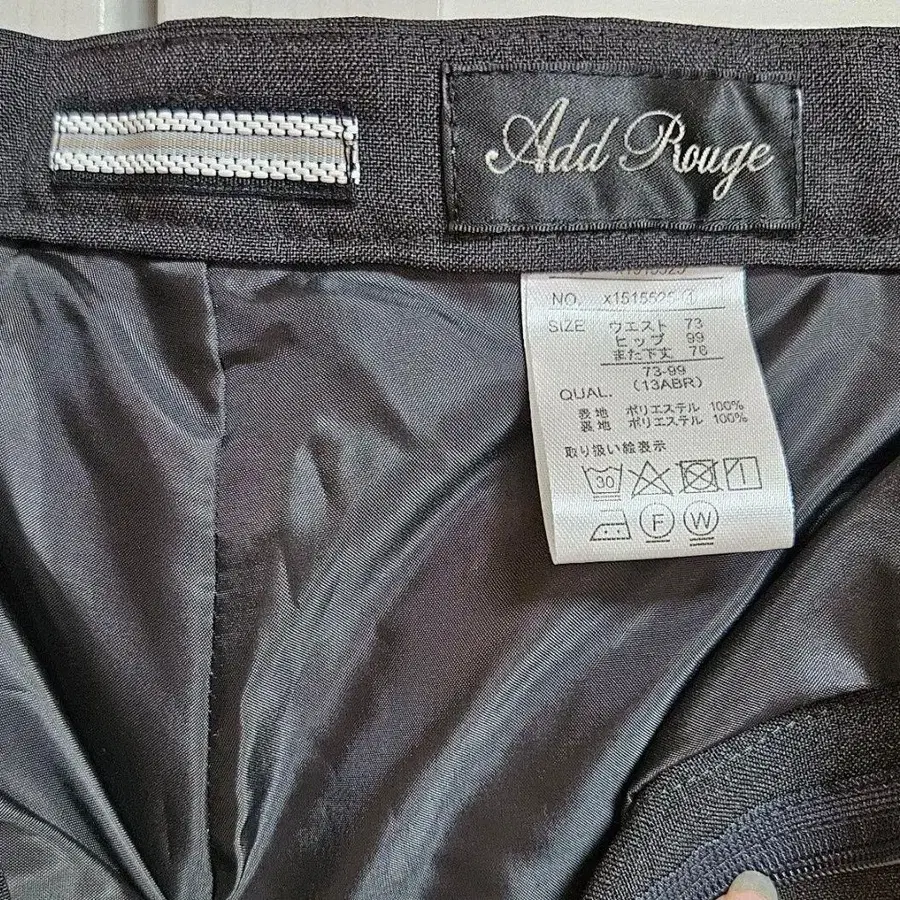 Add Rouge
x1515525
NO. x1515525-①
SIZE ウエスト 73
ヒップ 99
また下丈 76
73-99
QUAL. (13ABR)
表地 ポリエステル 100%
裏地 ポリエステル 100%
取り扱い絵表示
30
F W